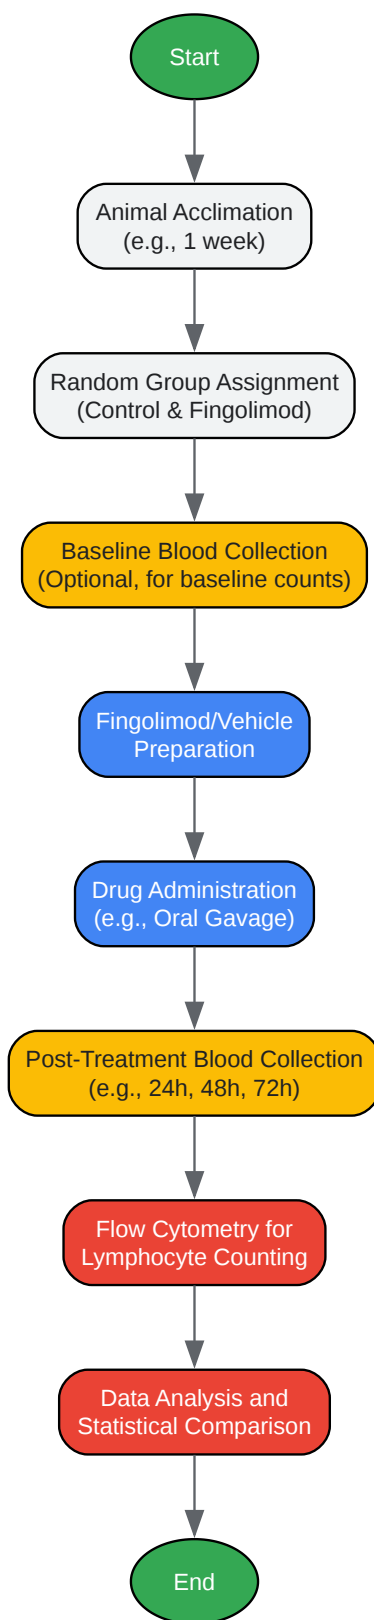 Start
Animal Acclimation
(e.g., 1 week)
Random Group Assignment
(Control & Fingolimod)
Baseline Blood Collection
(Optional, for baseline counts)
Fingolimod/Vehicle
Preparation
Drug Administration
(e.g., Oral Gavage)
Post-Treatment Blood Collection
(e.g., 24h, 48h, 72h)
Flow Cytometry for
Lymphocyte Counting
Data Analysis and
Statistical Comparison
End